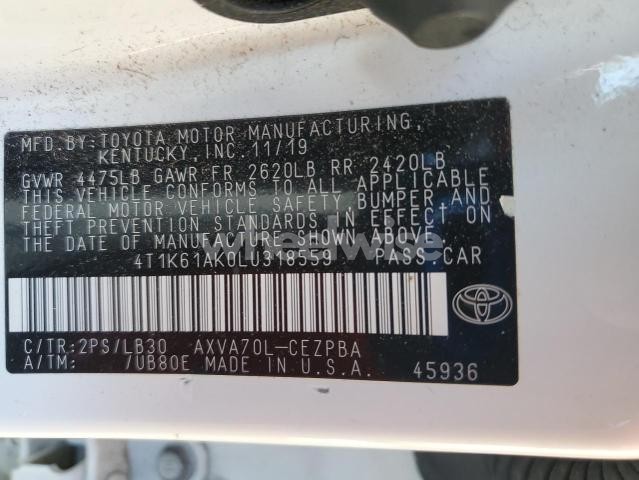 MFD. BY: TOYOTA MOTOR MANUFACTURING,
KENTUCKY, INC. 11/19
GVWR 4475LB GAWR FR 2620LB RR 2420LB
THIS VEHICLE CONFORMS TO ALL APPLICABLE
FEDERAL MOTOR VEHICLE SAFETY, BUMPER AND
THEFT PREVENTION STANDARDS IN EFFECT ON
THE DATE OF MANUFACTURE SHOWN ABOVE.
4T1K61AK0LU318559 PASS. CAR
C/TR: 2PS/LB30 AXVA70L-CEZPBA
A/TM: /UB80E MADE IN U.S.A. 45936